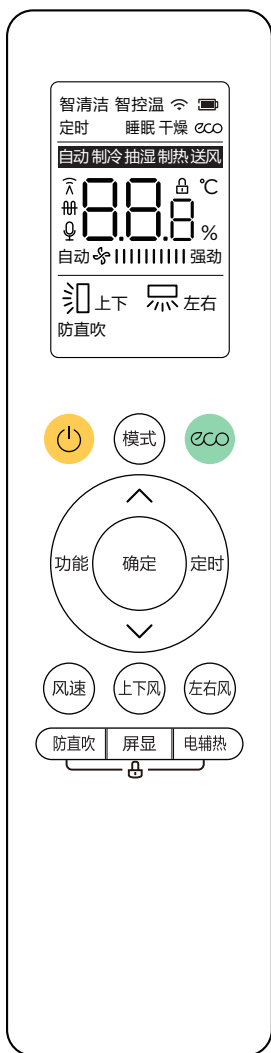 智清洁 智控温
定时 睡眠 干燥 eco
自动 制冷 抽湿 制热 送风
88.8 ℃
%
自动 强劲
上下 左右
防直吹
模式 eco
功能 确定 定时
风速 上下风 左右风
防直吹 屏显 电辅热